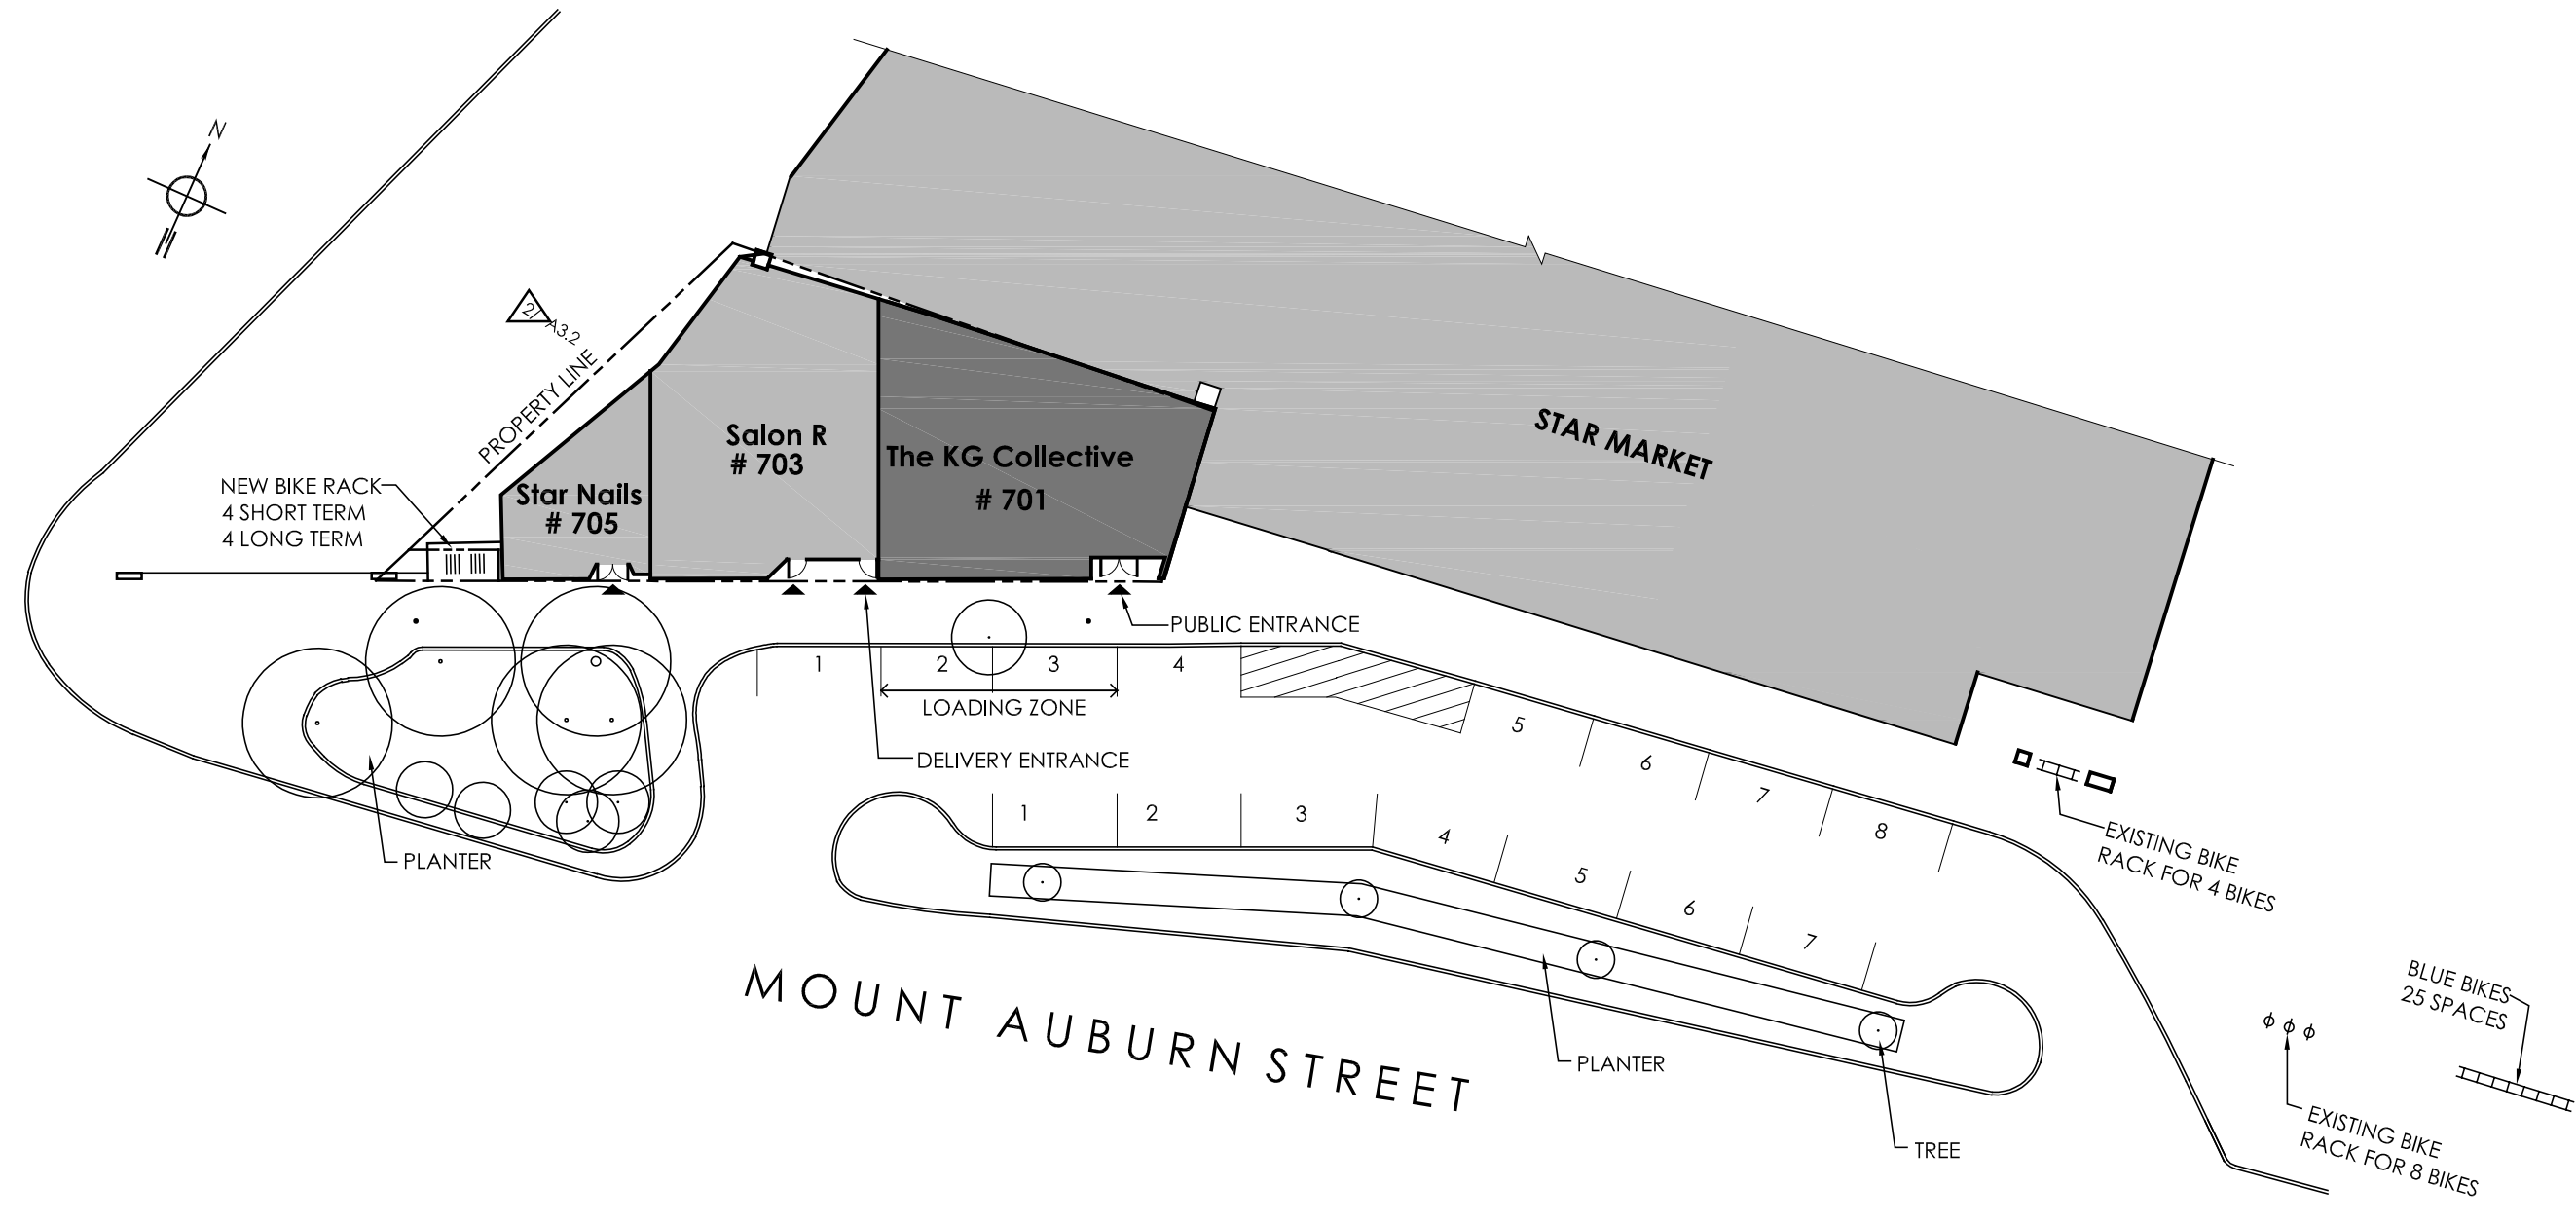 N
2/
A3.2
PROPERTY LINE
NEW BIKE RACK
4 SHORT TERM
4 LONG TERM
Star Nails
# 705
Salon R
# 703
The KG Collective
# 701
STAR MARKET
PUBLIC ENTRANCE
1
2
3
4
LOADING ZONE
DELIVERY ENTRANCE
5
6
7
8
PLANTER
1
2
3
4
5
6
7
EXISTING BIKE
RACK FOR 4 BIKES
BLUE BIKES
25 SPACES
MOUNT AUBURN STREET
PLANTER
TREE
EXISTING BIKE
RACK FOR 8 BIKES